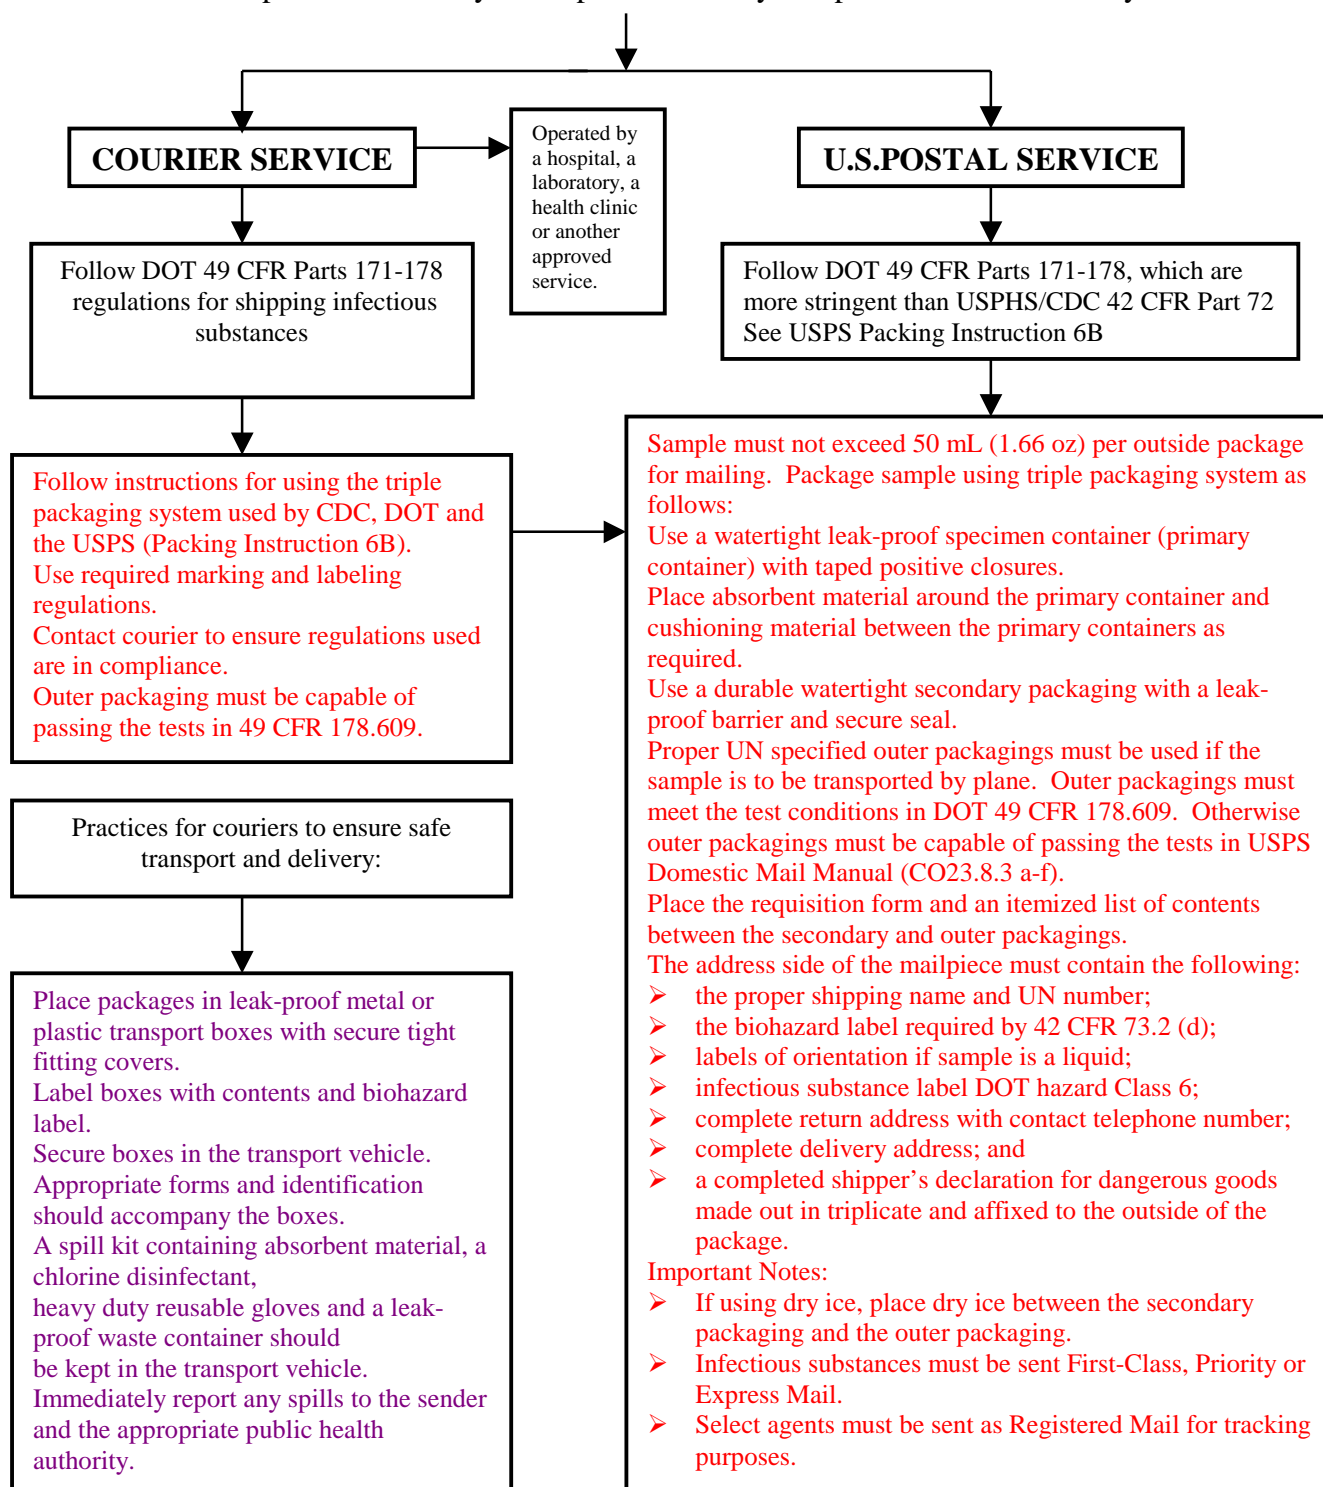 COURIER SERVICE
Operated by
a hospital, a
laboratory, a
health clinic
or another
approved
service.
U.S.POSTAL SERVICE
Follow DOT 49 CFR Parts 171-178
regulations for shipping infectious
substances
Follow DOT 49 CFR Parts 171-178, which are
more stringent than USPHS/CDC 42 CFR Part 72
See USPS Packing Instruction 6B
Follow instructions for using the triple
packaging system used by CDC, DOT and
the USPS (Packing Instruction 6B).
Use required marking and labeling
regulations.
Contact courier to ensure regulations used
are in compliance.
Outer packaging must be capable of
passing the tests in 49 CFR 178.609.
Practices for couriers to ensure safe
transport and delivery:
Place packages in leak-proof metal or
plastic transport boxes with secure tight
fitting covers.
Label boxes with contents and biohazard
label.
Secure boxes in the transport vehicle.
Appropriate forms and identification
should accompany the boxes.
A spill kit containing absorbent material, a
chlorine disinfectant,
heavy duty reusable gloves and a leak-
proof waste container should
be kept in the transport vehicle.
Immediately report any spills to the sender
and the appropriate public health
authority.
Sample must not exceed 50 mL (1.66 oz) per outside package
for mailing.  Package sample using triple packaging system as
follows:
Use a watertight leak-proof specimen container (primary
container) with taped positive closures.
Place absorbent material around the primary container and
cushioning material between the primary containers as
required.
Use a durable watertight secondary packaging with a leak-
proof barrier and secure seal.
Proper UN specified outer packagings must be used if the
sample is to be transported by plane.  Outer packagings must
meet the test conditions in DOT 49 CFR 178.609.  Otherwise
outer packagings must be capable of passing the tests in USPS
Domestic Mail Manual (CO23.8.3 a-f).
Place the requisition form and an itemized list of contents
between the secondary and outer packagings.
The address side of the mailpiece must contain the following:
➢ the proper shipping name and UN number;
➢ the biohazard label required by 42 CFR 73.2 (d);
➢ labels of orientation if sample is a liquid;
➢ infectious substance label DOT hazard Class 6;
➢ complete return address with contact telephone number;
➢ complete delivery address; and
➢ a completed shipper’s declaration for dangerous goods
made out in triplicate and affixed to the outside of the
package.
Important Notes:
➢ If using dry ice, place dry ice between the secondary
packaging and the outer packaging.
➢ Infectious substances must be sent First-Class, Priority or
Express Mail.
➢ Select agents must be sent as Registered Mail for tracking
purposes.